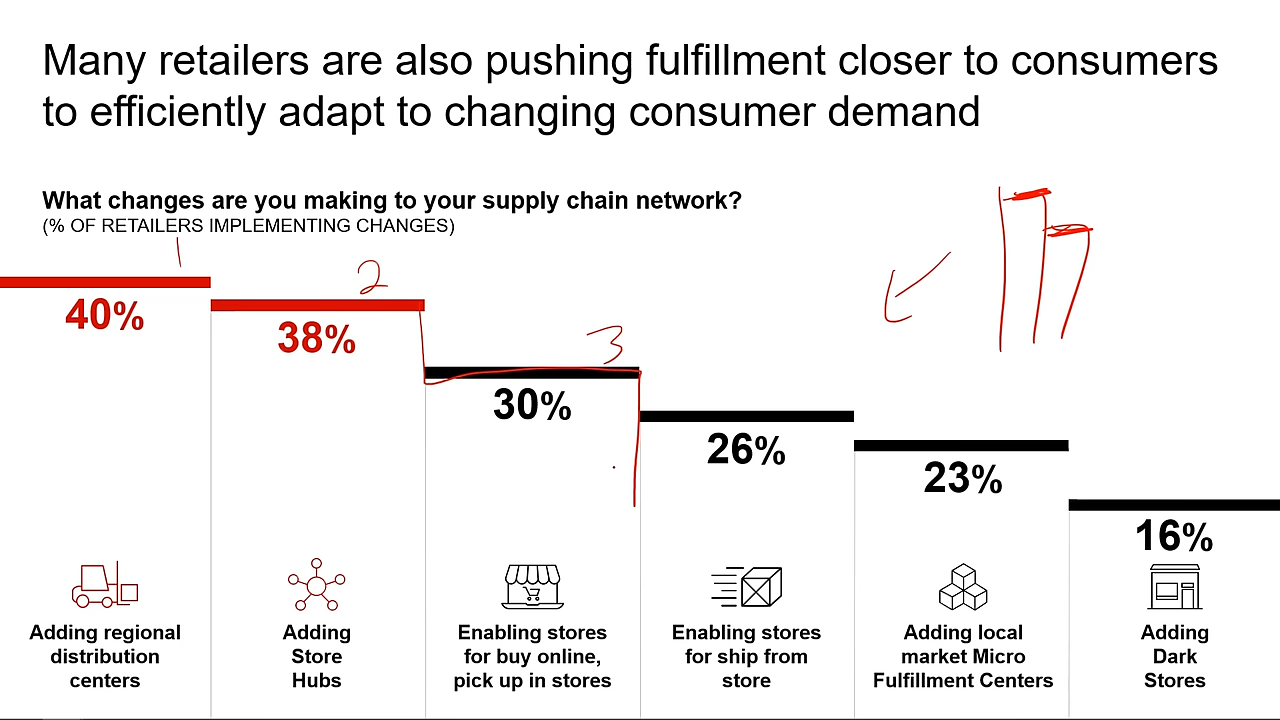 Many retailers are also pushing fulfillment closer to consumers
to efficiently adapt to changing consumer demand
What changes are you making to your supply chain network?
(% OF RETAILERS IMPLEMENTING CHANGES)
1
2
3
40%
38%
30%
26%
23%
16%
Adding regional
distribution
centers
Adding
Store
Hubs
Enabling stores
for buy online,
pick up in stores
Enabling stores
for ship from
store
Adding local
market Micro
Fulfillment Centers
Adding
Dark
Stores